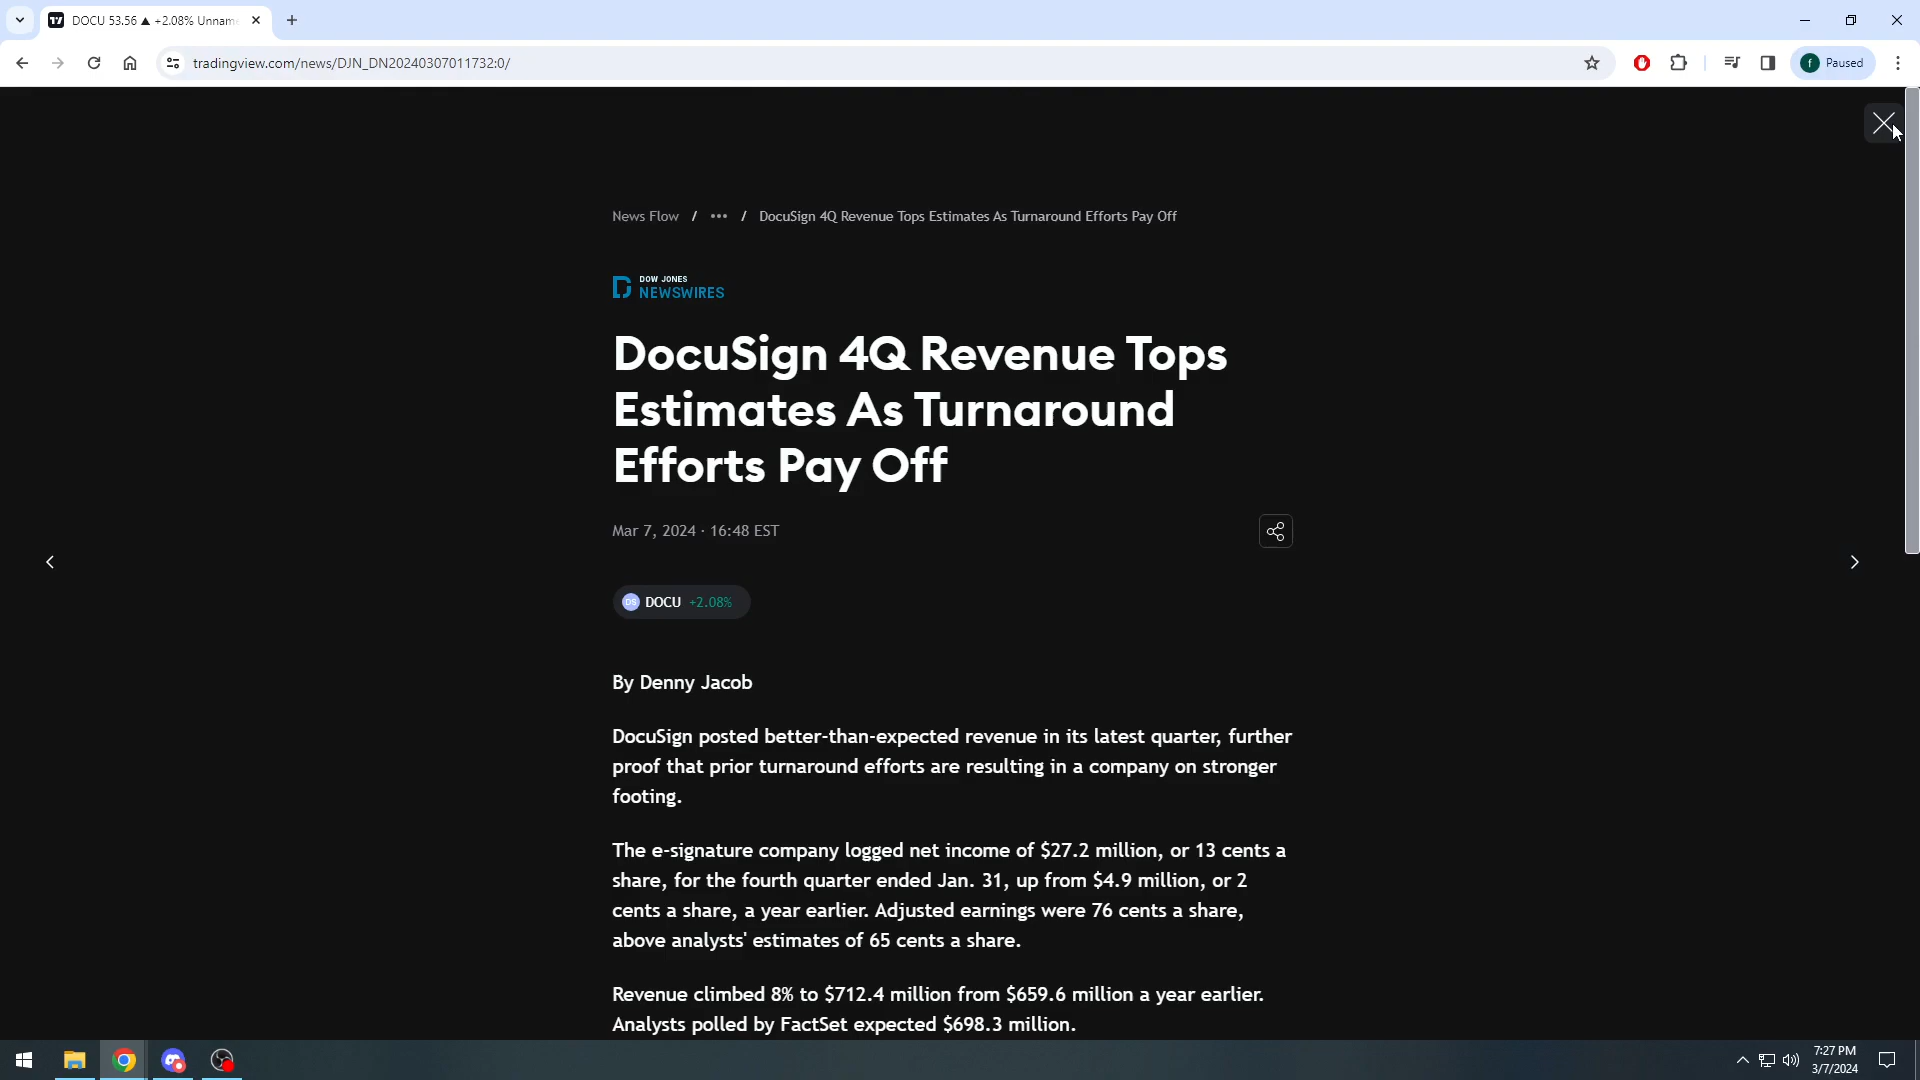 DOCU 53.56 ▲ +2.08% Unname
tradingview.com/news/DJN_DN20240307011732:0/
f Paused
News Flow / ••• / DocuSign 4Q Revenue Tops Estimates As Turnaround Efforts Pay Off
DOW JONES
NEWSWIRES
DocuSign 4Q Revenue Tops
Estimates As Turnaround
Efforts Pay Off
Mar 7, 2024 · 16:48 EST
DS DOCU +2.08%
By Denny Jacob
DocuSign posted better-than-expected revenue in its latest quarter, further
proof that prior turnaround efforts are resulting in a company on stronger
footing.
The e-signature company logged net income of $27.2 million, or 13 cents a
share, for the fourth quarter ended Jan. 31, up from $4.9 million, or 2
cents a share, a year earlier. Adjusted earnings were 76 cents a share,
above analysts' estimates of 65 cents a share.
Revenue climbed 8% to $712.4 million from $659.6 million a year earlier.
Analysts polled by FactSet expected $698.3 million.
7:27 PM
3/7/2024